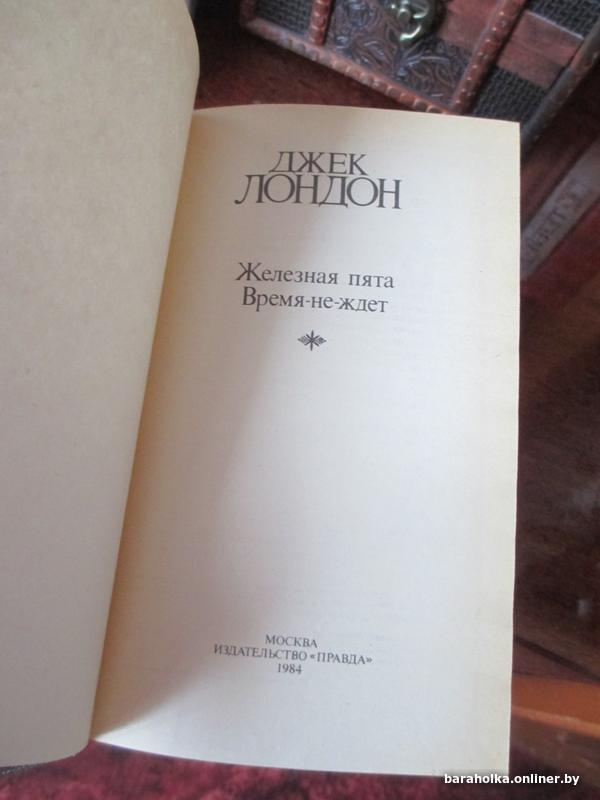 ДЖЕК
ЛОНДОН
Железная пята
Время-не-ждет
МОСКВА
ИЗДАТЕЛЬСТВО «ПРАВДА»
1984
baraholka.onliner.by